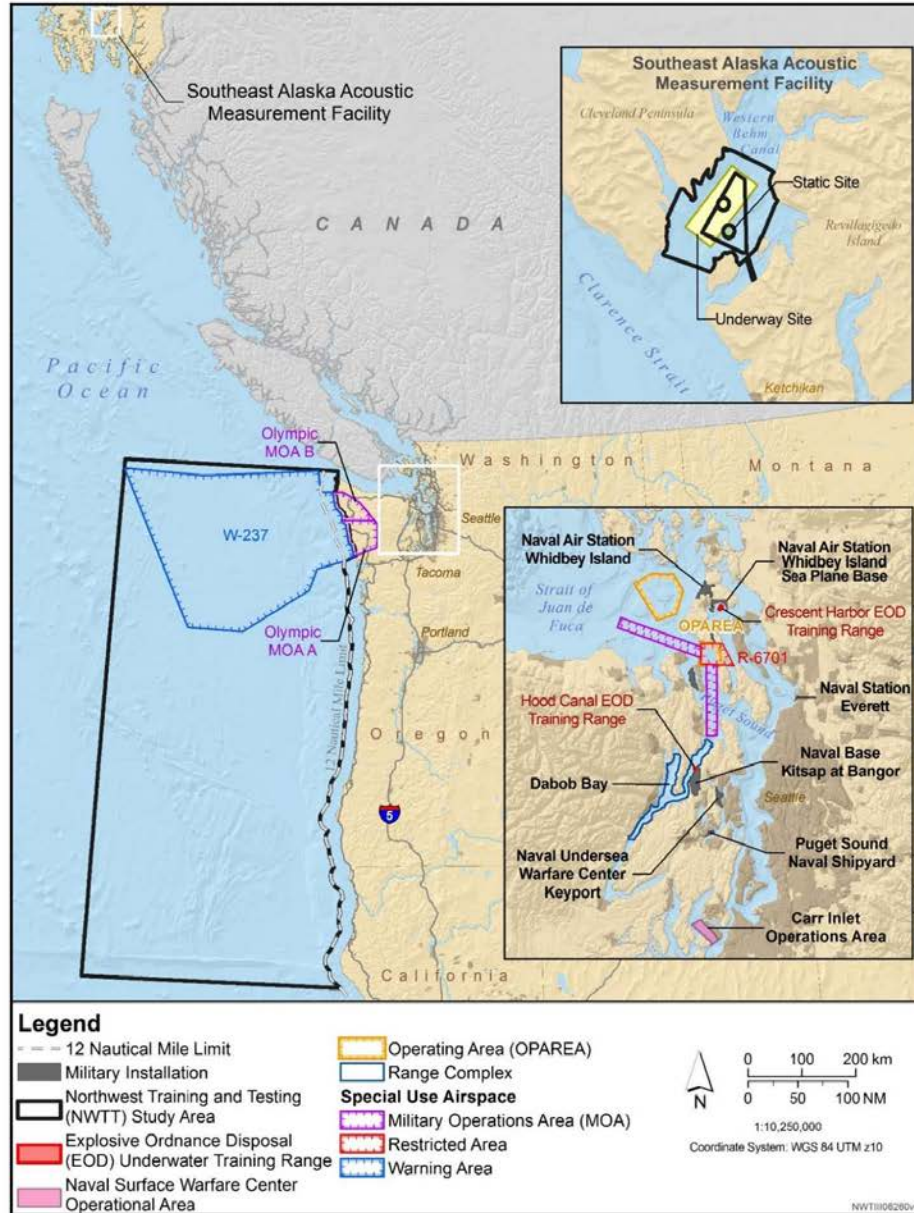 Southeast Alaska Acoustic
Measurement Facility
CANADA
Pacific
Ocean
Olympic
MOA B
W-237
Olympic
MOA A
12 Nautical Mile Limit
Washington
Montana
Seattle
Tacoma
Portland
Oregon
5
California
Southeast Alaska Acoustic
Measurement Facility
Cleveland Peninsula
Western
Behm
Canal
Static Site
Revillagigedo
Island
Underway Site
Clarence Strait
Ketchikan
Naval Air Station
Whidbey Island
Naval Air Station
Whidbey Island
Sea Plane Base
Strait of
Juan de
Fuca
OPAREA
Crescent Harbor EOD
Training Range
R-6701
Hood Canal EOD
Training Range
Puget Sound
Naval Station
Everett
Dabob Bay
Naval Base
Kitsap at Bangor
Seattle
Naval Undersea
Warfare Center
Keyport
Puget Sound
Naval Shipyard
Carr Inlet
Operations Area
Legend
12 Nautical Mile Limit
Military Installation
Northwest Training and Testing
(NWTT) Study Area
Explosive Ordnance Disposal
(EOD) Underwater Training Range
Naval Surface Warfare Center
Operational Area
Operating Area (OPAREA)
Range Complex
Special Use Airspace
Military Operations Area (MOA)
Restricted Area
Warning Area
N
0 100 200 km
0 50 100 NM
1:10,250,000
Coordinate System: WGS 84 UTM z10